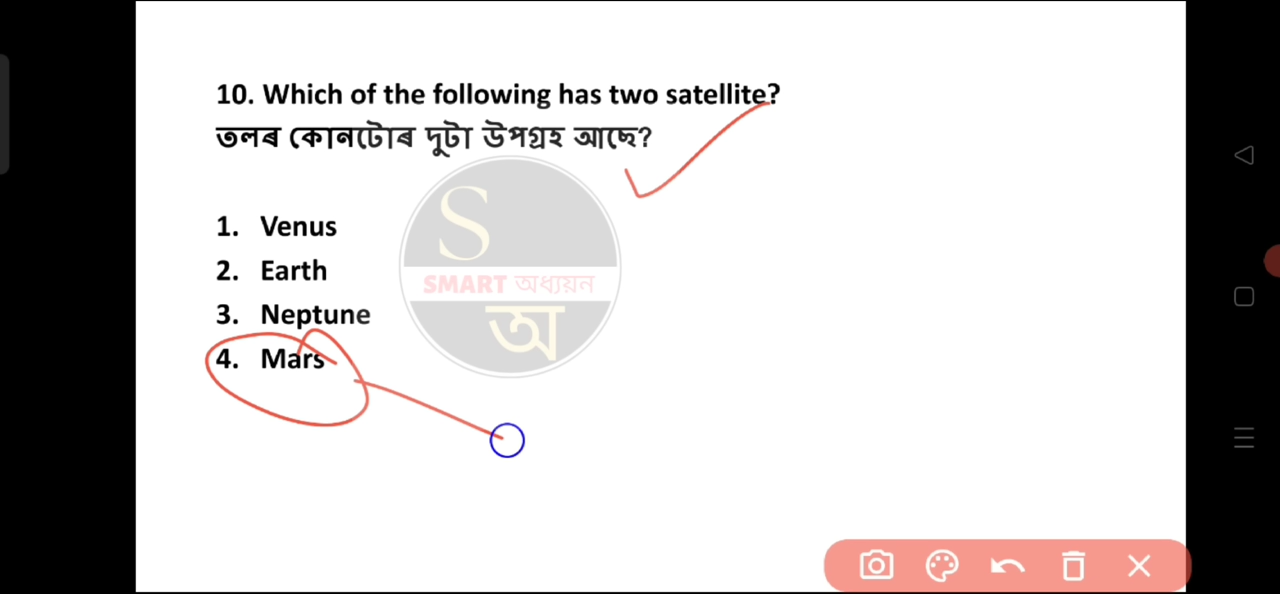 10. Which of the following has two satellite?
তলৰ কোনটোৰ দুটা উপগ্ৰহ আছে?
1. Venus
2. Earth
3. Neptune
4. Mars
S
SMART অধ্যয়ন
অ